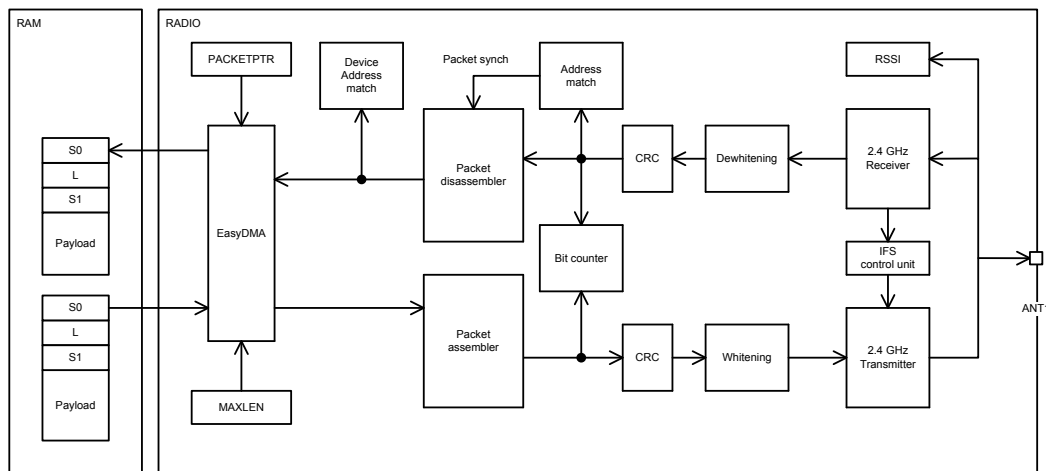 RAM
RADIO
PACKETPTR
Device
Address
match
Packet synch
Address
match
RSSI
S0
L
S1
Payload
EasyDMA
Packet
disassembler
CRC
Dewhitening
2.4 GHz
Receiver
Bit counter
IFS
control unit
ANT1
S0
L
S1
Payload
Packet
assembler
CRC
Whitening
2.4 GHz
Transmitter
MAXLEN